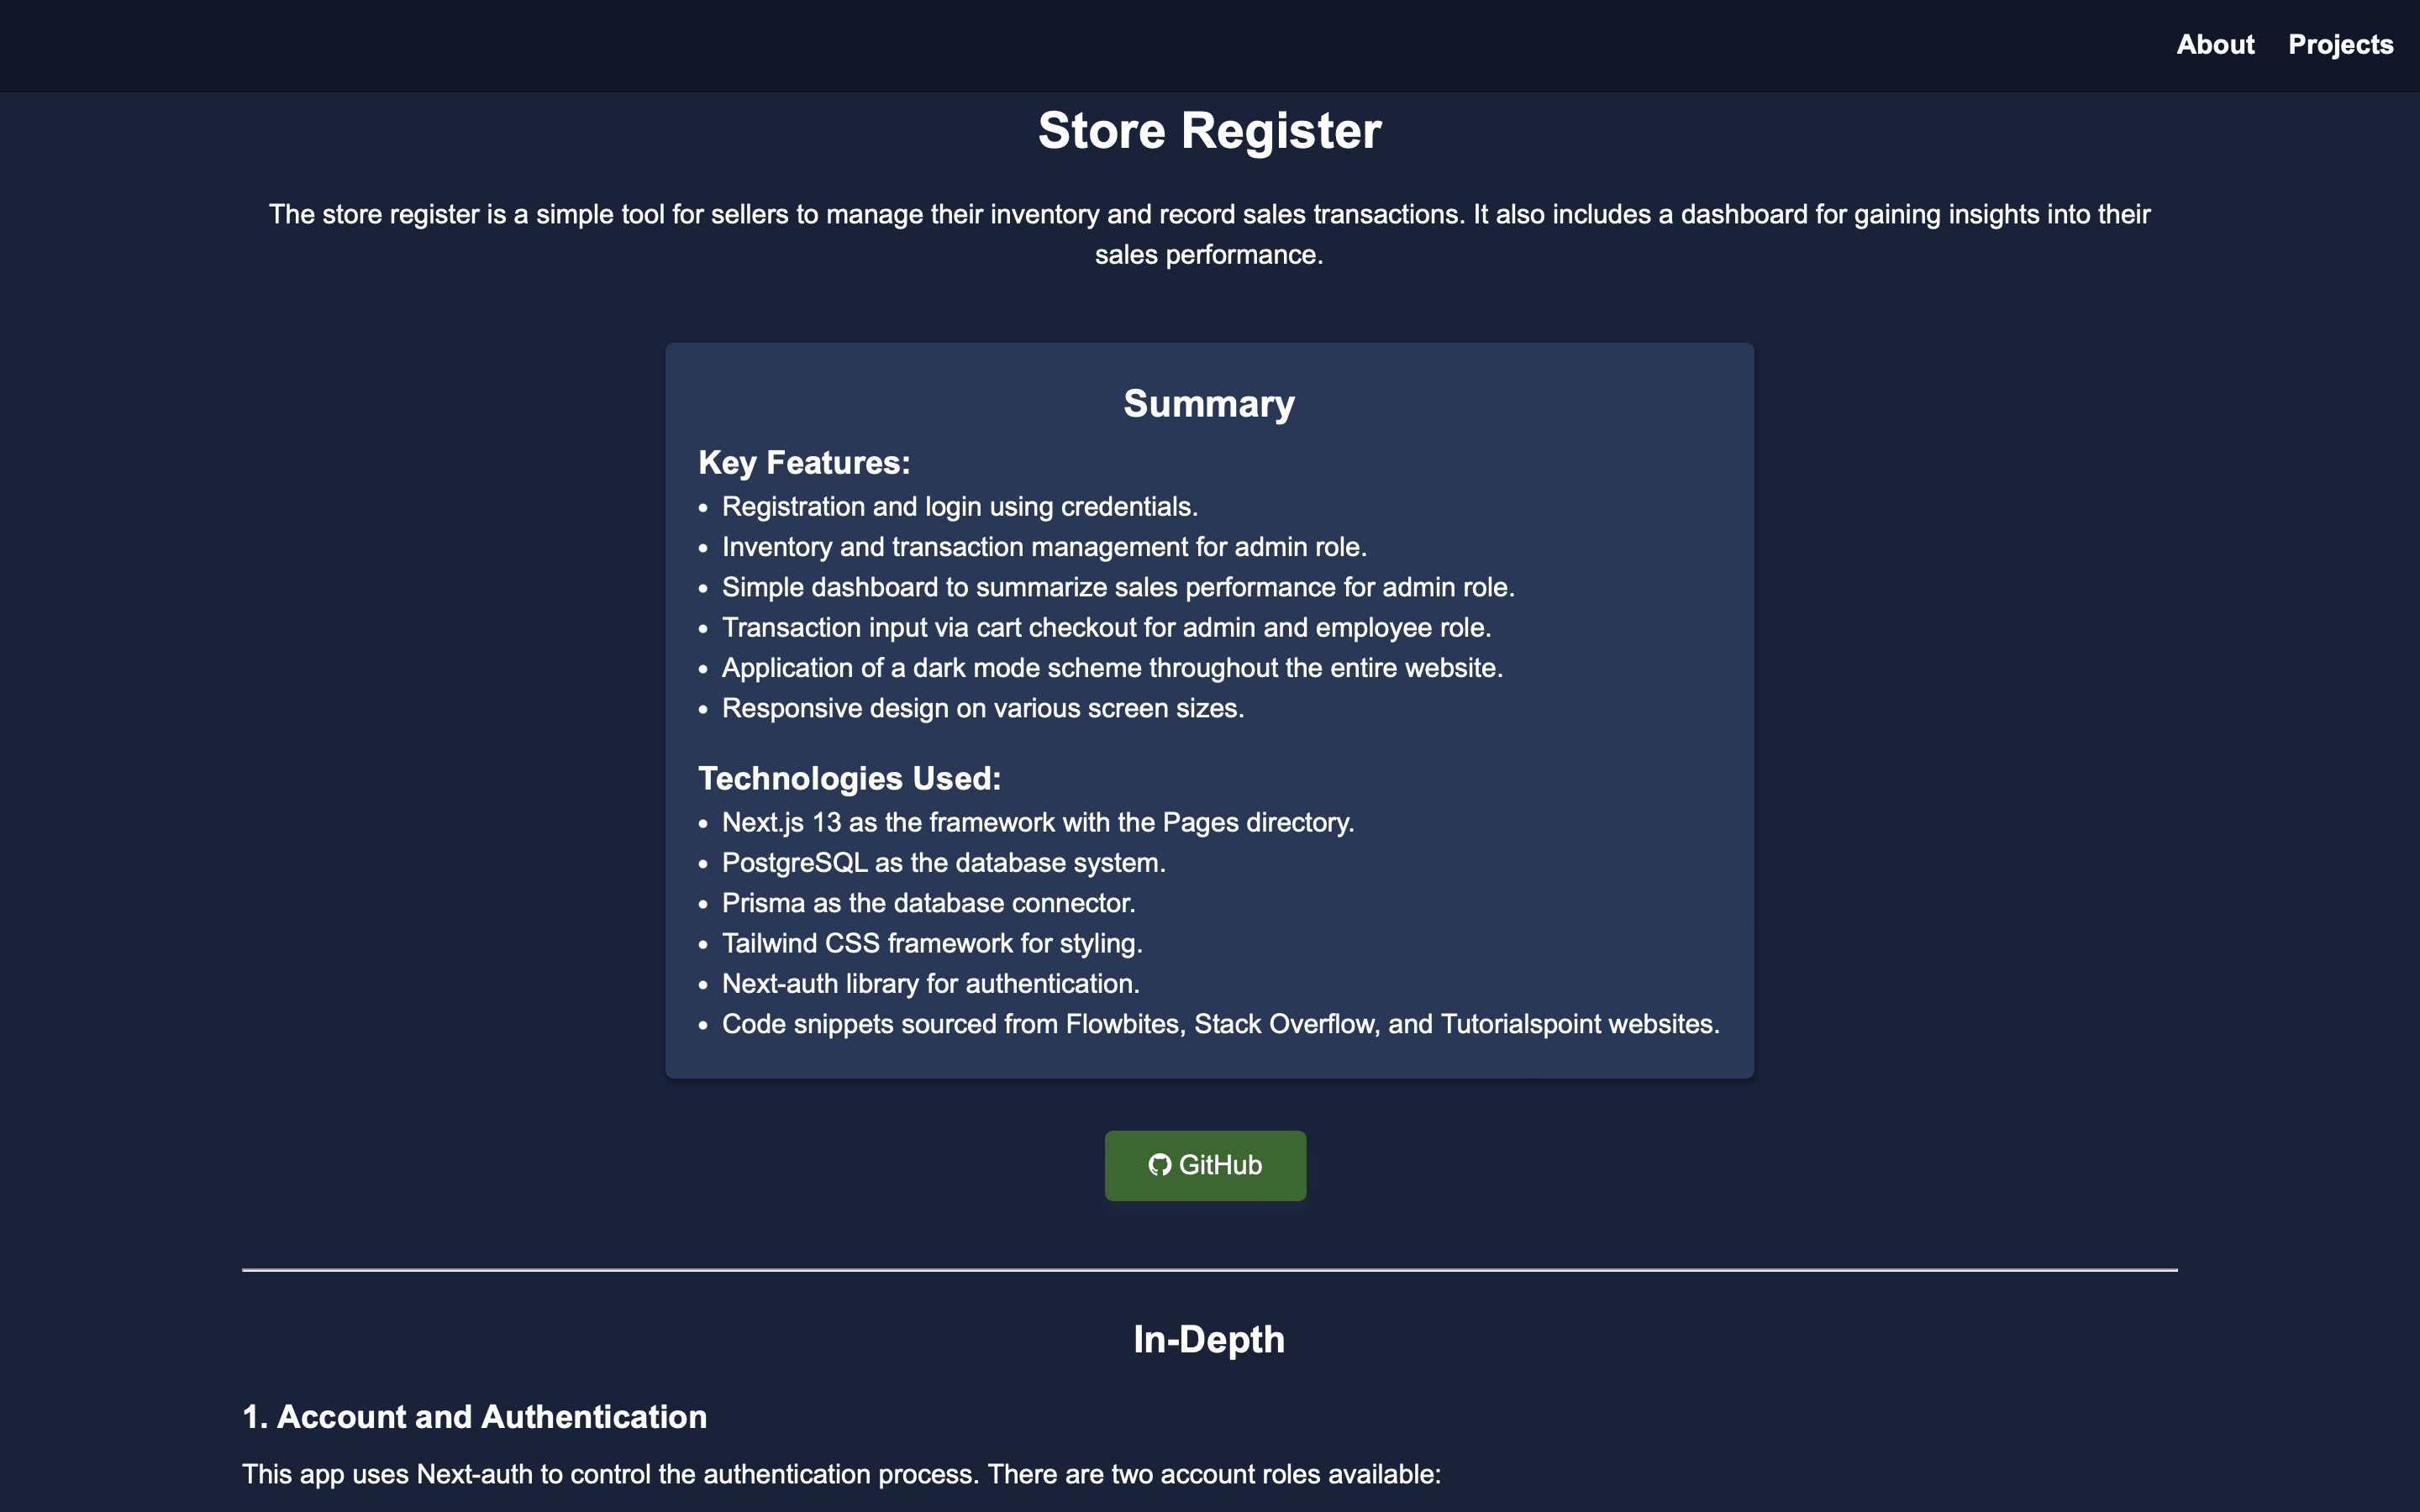 About Projects
Store Register
The store register is a simple tool for sellers to manage their inventory and record sales transactions. It also includes a dashboard for gaining insights into their
sales performance.
Summary
Key Features:
• Registration and login using credentials.
• Inventory and transaction management for admin role.
• Simple dashboard to summarize sales performance for admin role.
• Transaction input via cart checkout for admin and employee role.
• Application of a dark mode scheme throughout the entire website.
• Responsive design on various screen sizes.
Technologies Used:
• Next.js 13 as the framework with the Pages directory.
• PostgreSQL as the database system.
• Prisma as the database connector.
• Tailwind CSS framework for styling.
• Next-auth library for authentication.
• Code snippets sourced from Flowbites, Stack Overflow, and Tutorialspoint websites.
GitHub
In-Depth
1. Account and Authentication
This app uses Next-auth to control the authentication process. There are two account roles available: